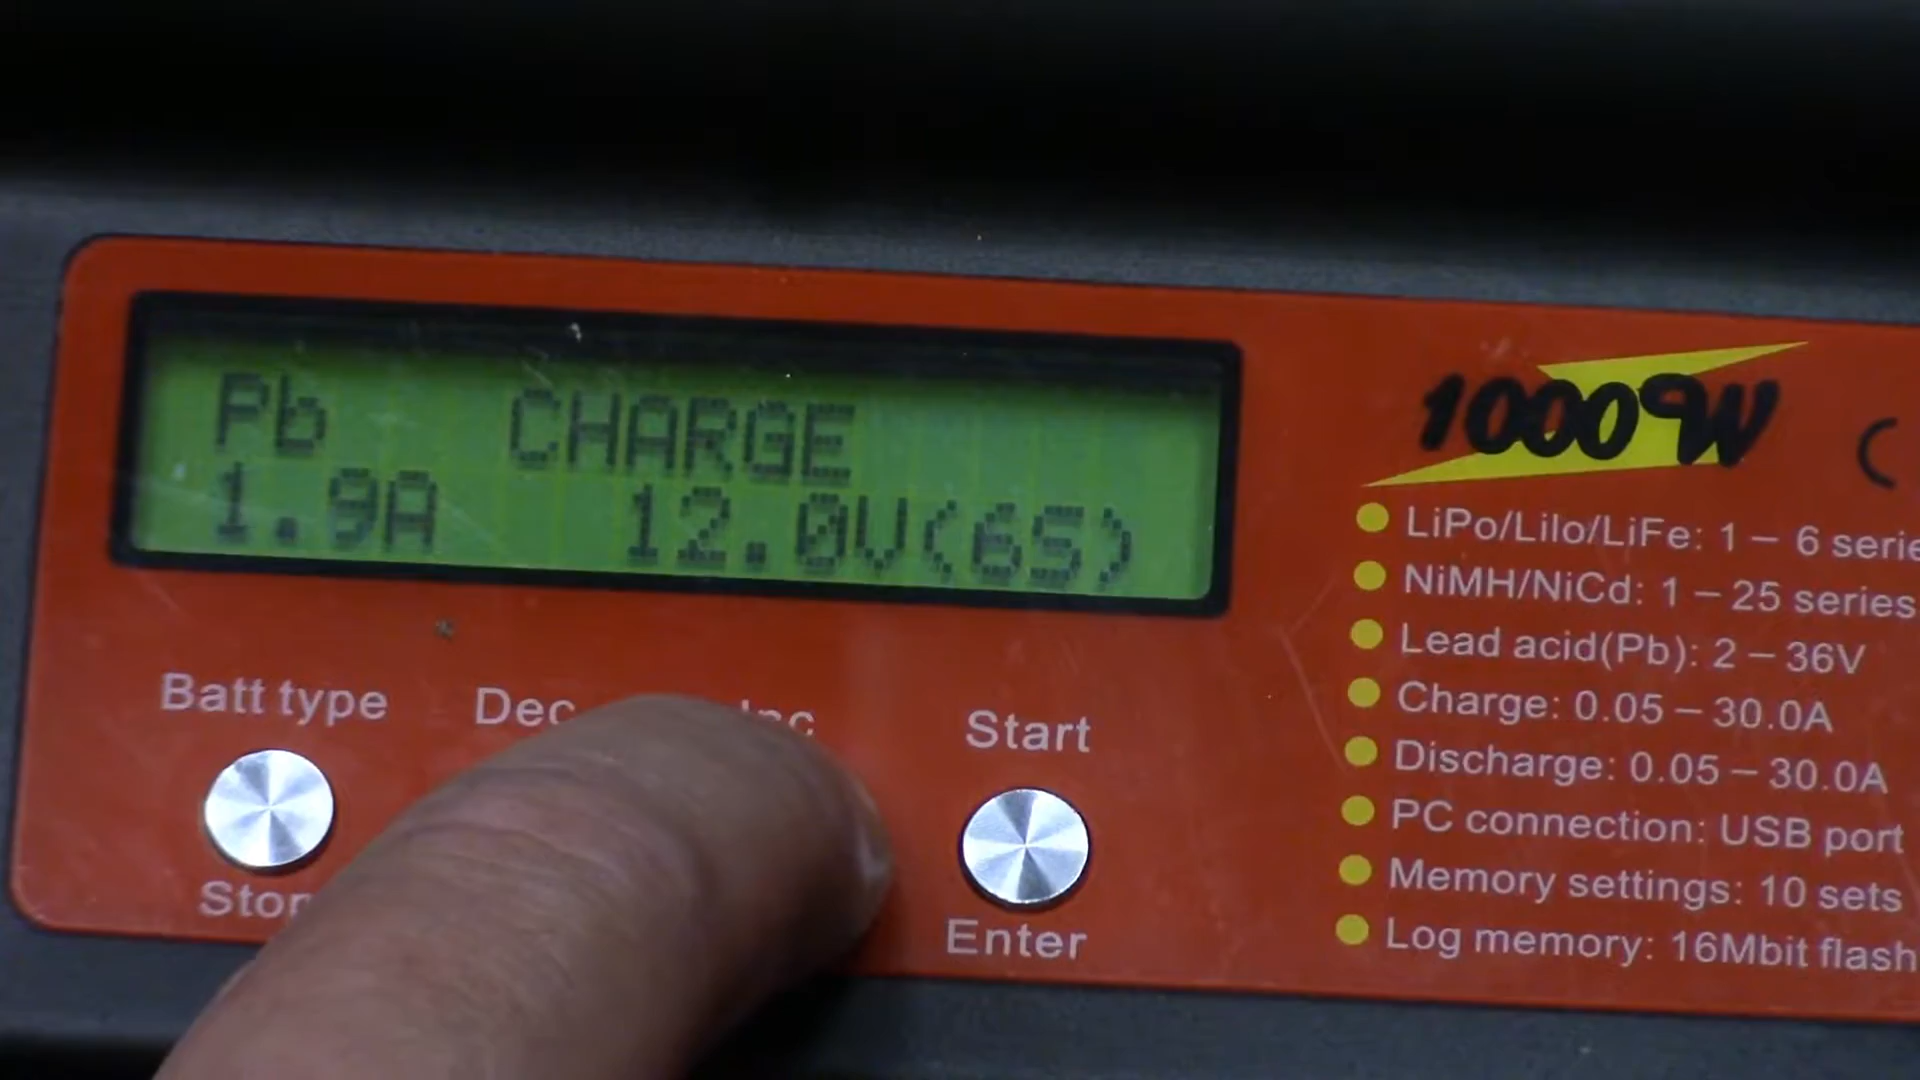 Pb CHARGE
1.9A 12.0V(6S)
Batt type
Dec
Inc
Start
Enter
1000W
LiPo/LiIo/LiFe: 1 – 6 serie
NiMH/NiCd: 1 – 25 series
Lead acid(Pb): 2 – 36V
Charge: 0.05 – 30.0A
Discharge: 0.05 – 30.0A
PC connection: USB port
Memory settings: 10 sets
Log memory: 16Mbit flash